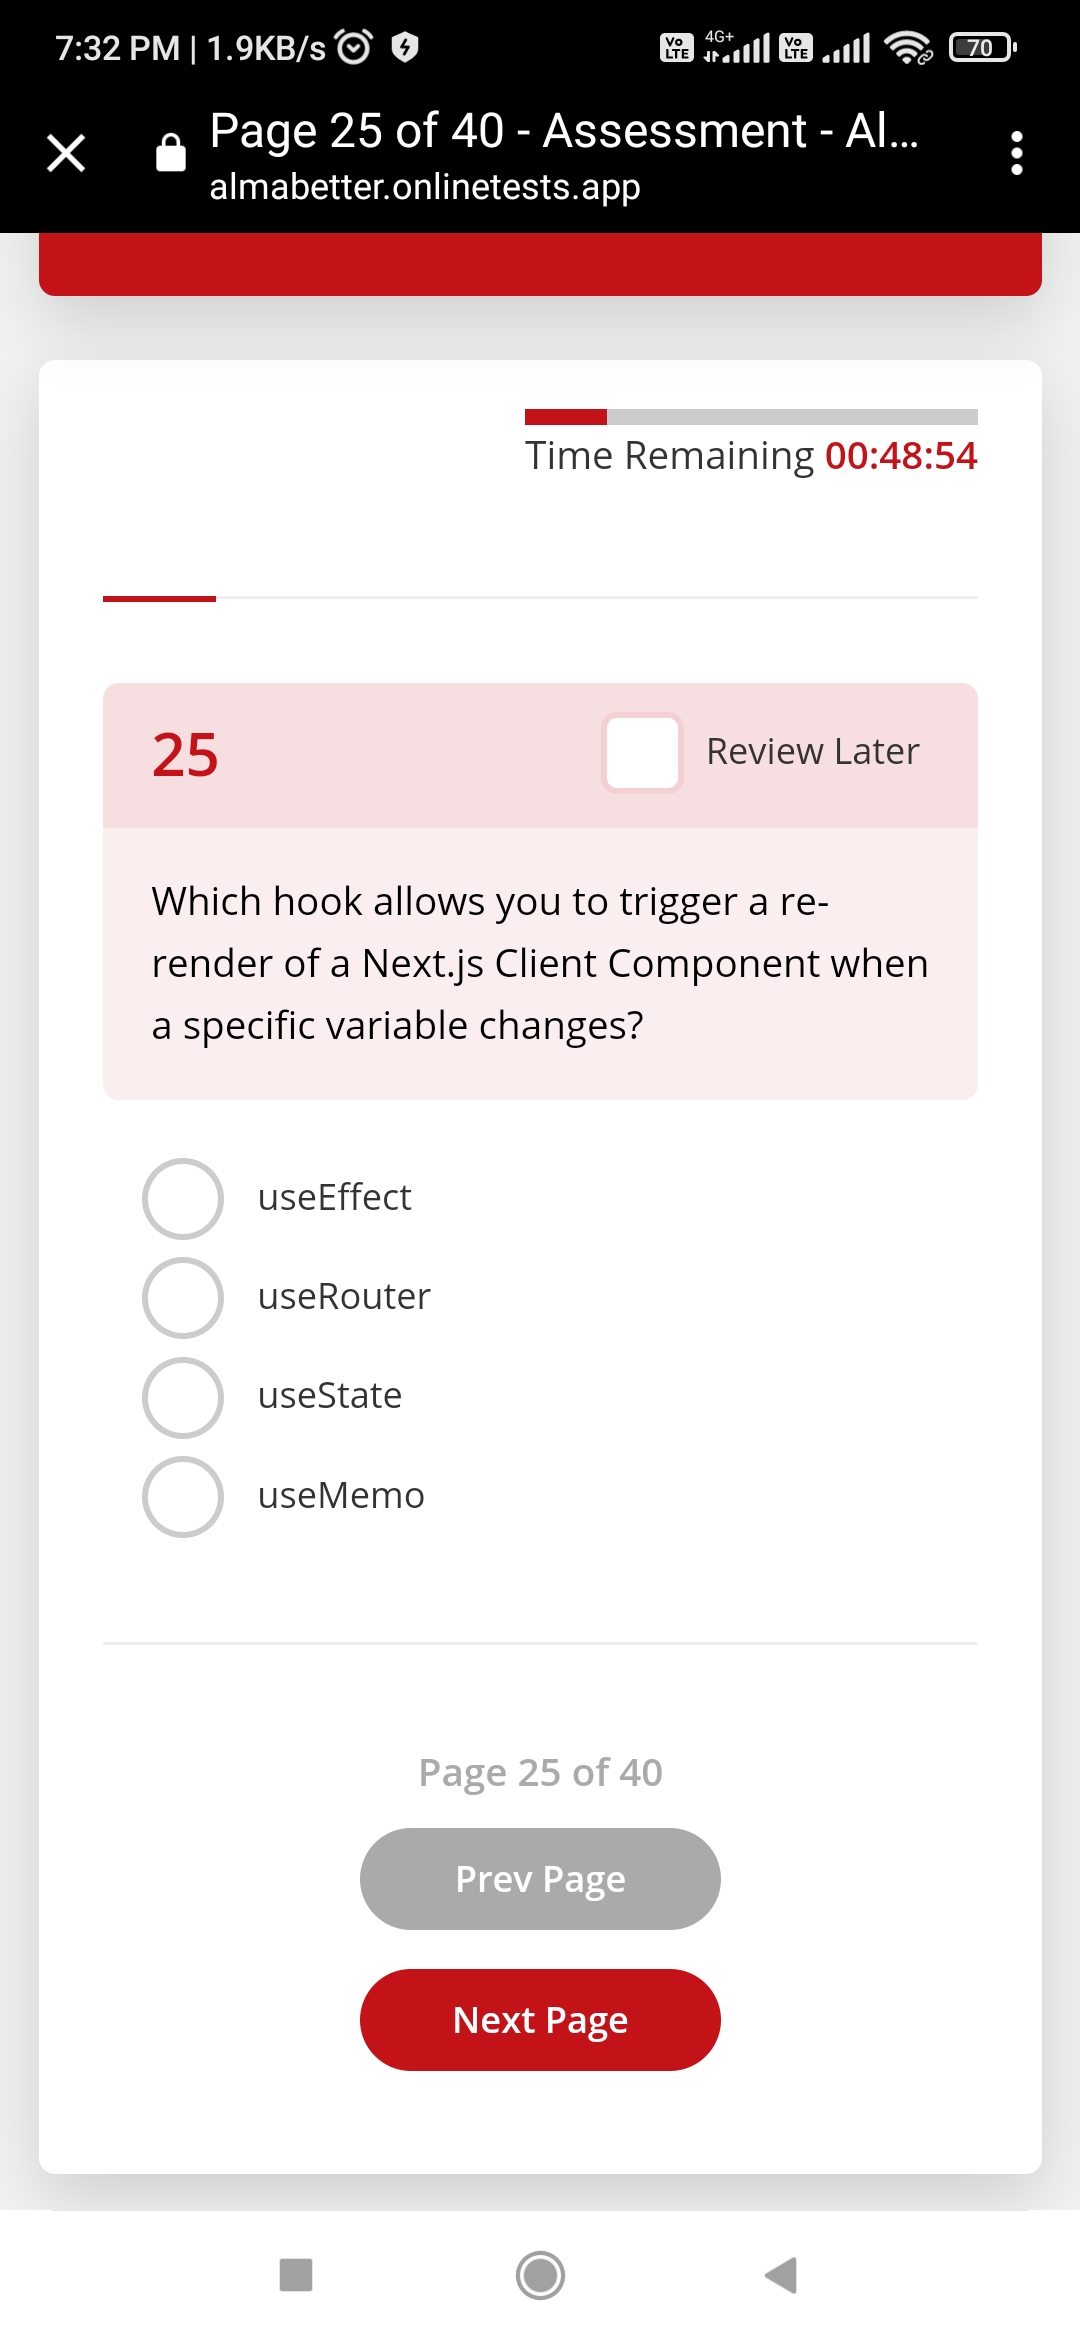 7:32 PM | 1.9KB/s
Vo LTE
4G+
Vo LTE
70
Page 25 of 40 - Assessment - Al...
almabetter.onlinetests.app
Time Remaining 00:48:54
25
Review Later
Which hook allows you to trigger a re-
render of a Next.js Client Component when
a specific variable changes?
useEffect
useRouter
useState
useMemo
Page 25 of 40
Prev Page
Next Page